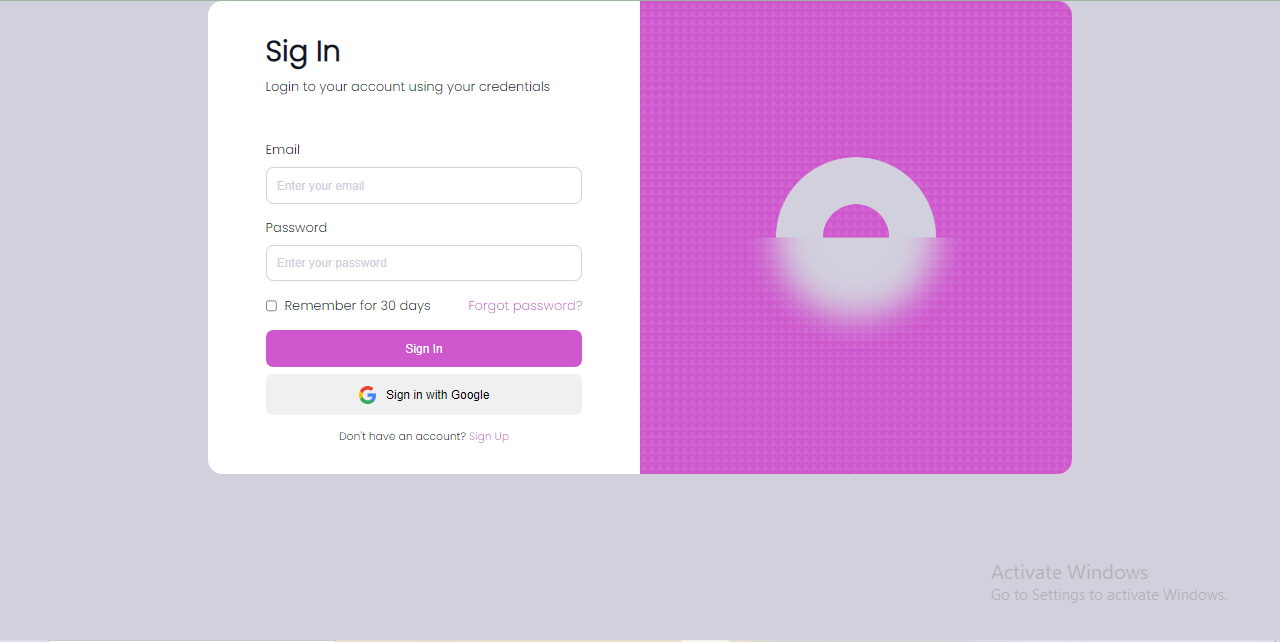 Sig In
Login to your account using your credentials
Email
Enter your email
Password
Enter your password
Remember for 30 days Forgot password?
Sign In
Sign in with Google
Don't have an account? Sign Up
Activate Windows
Go to Settings to activate Windows.